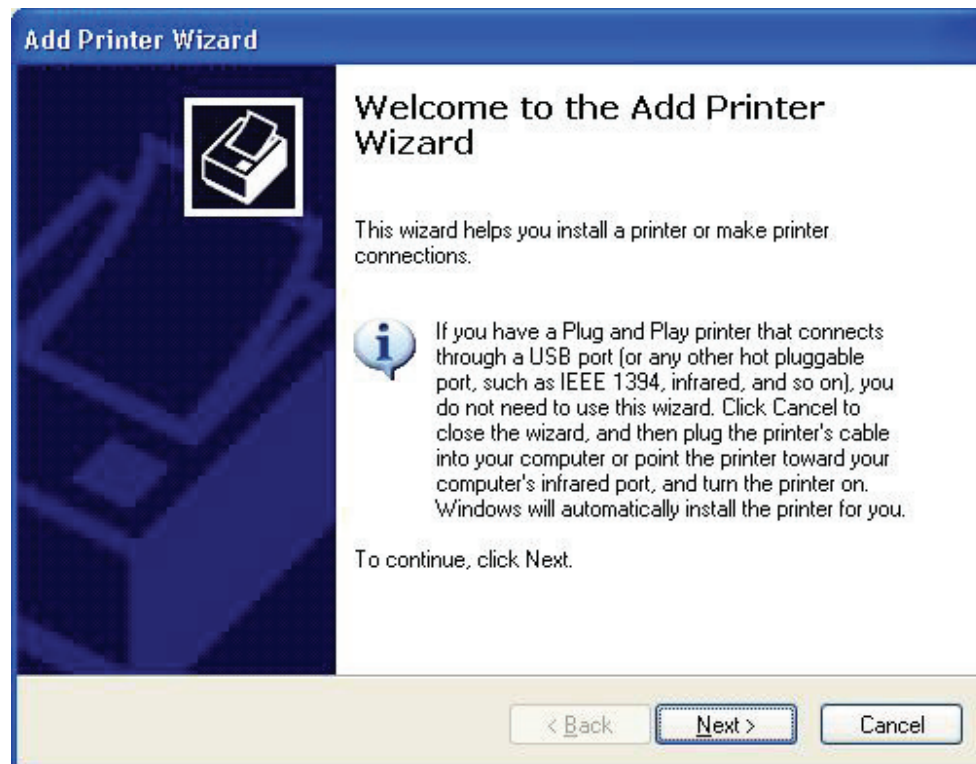 Add Printer Wizard
Welcome to the Add Printer
Wizard
This wizard helps you install a printer or make printer
connections.
If you have a Plug and Play printer that connects
through a USB port (or any other hot pluggable
port, such as IEEE 1394, infrared, and so on), you
do not need to use this wizard. Click Cancel to
close the wizard, and then plug the printer's cable
into your computer or point the printer toward your
computer's infrared port, and turn the printer on.
Windows will automatically install the printer for you.
To continue, click Next.
< Back Next > Cancel